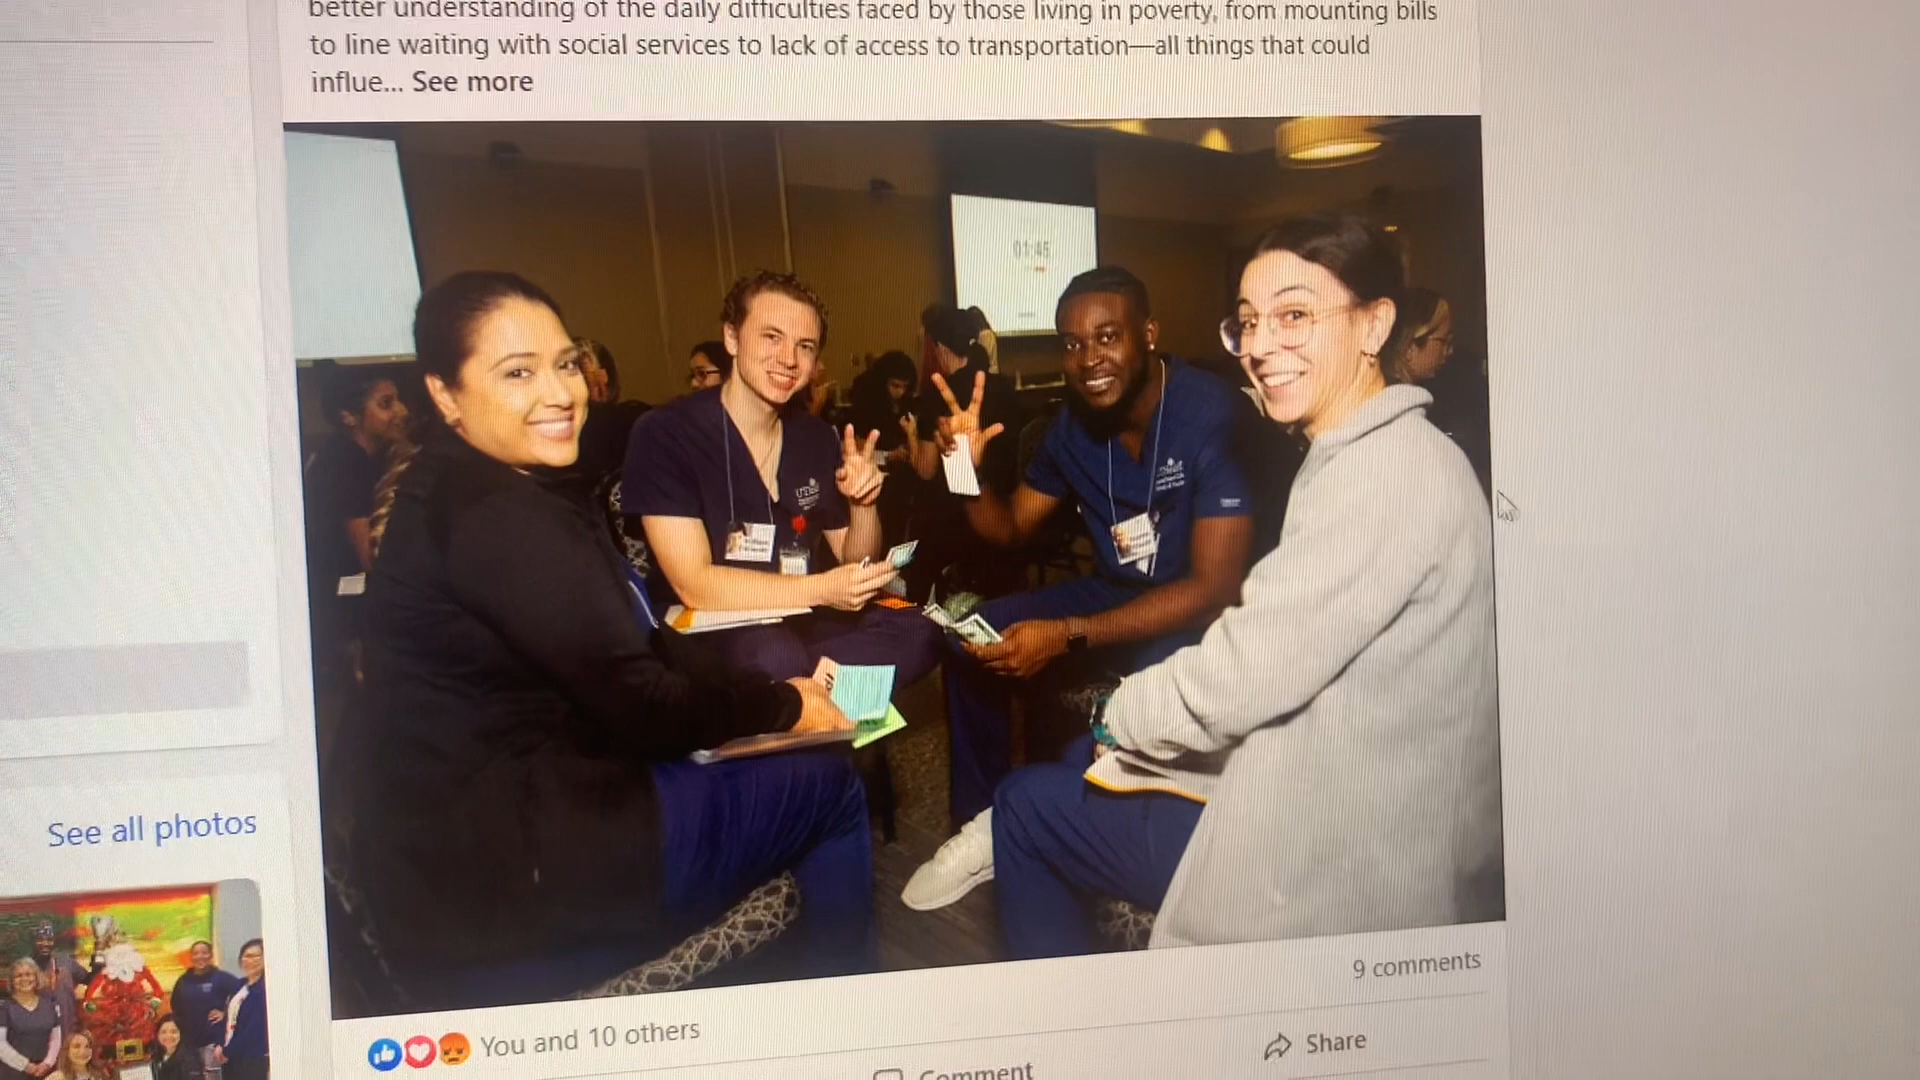 better understanding of the daily difficulties faced by those living in poverty, from mounting bills
to line waiting with social services to lack of access to transportation—all things that could
influe... See more
01:45
See all photos
9 comments
You and 10 others
Comment
Share